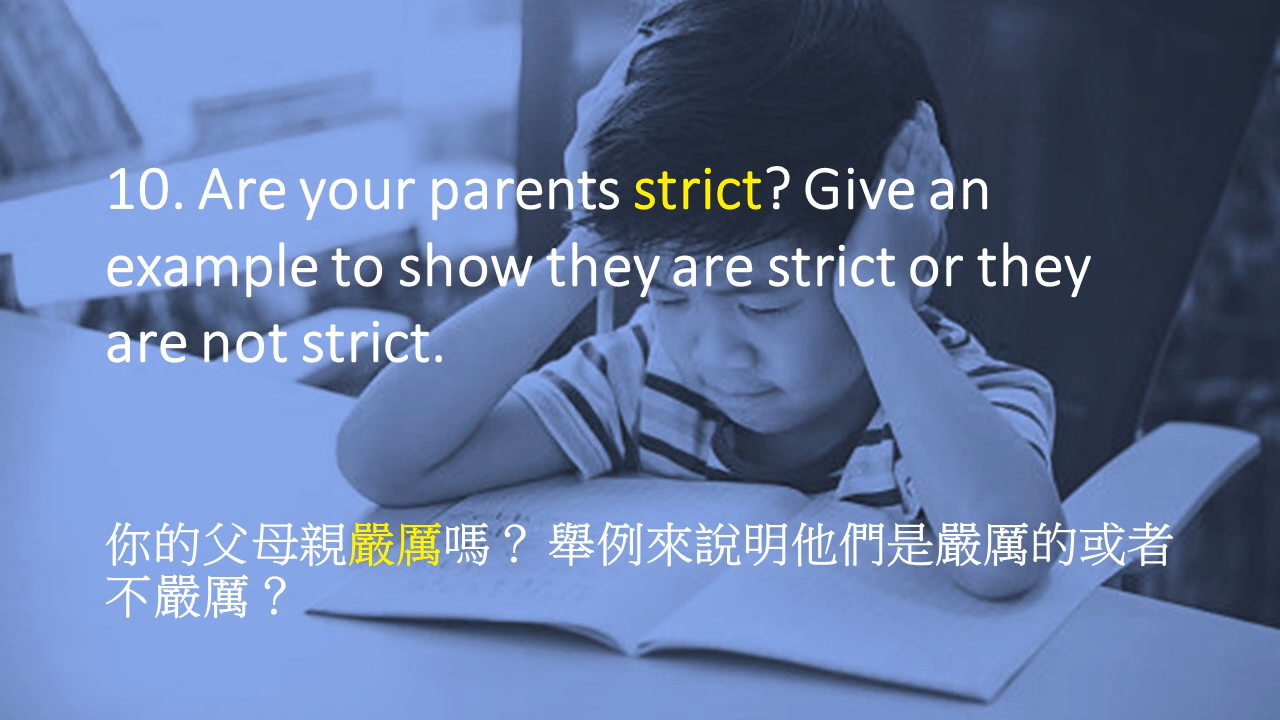 10. Are your parents strict? Give an
example to show they are strict or they
are not strict.
你的父母親嚴厲嗎？ 舉例來說明他們是嚴厲的或者
不嚴厲？